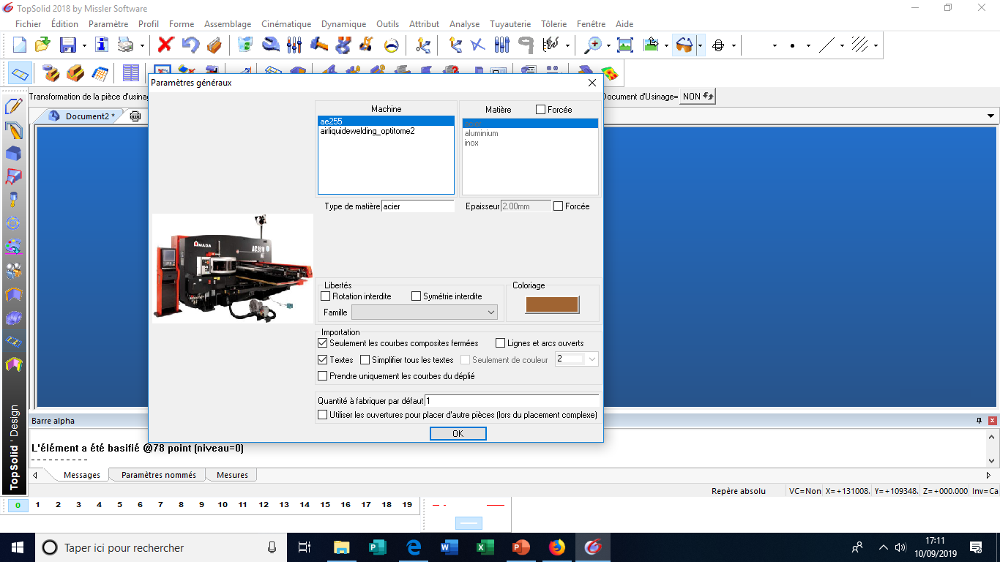 TopSolid 2018 by Missler Software
Fichier Édition Paramètre Profil Forme Assemblage Cinématique Dynamique Outils Attribut Analyse Tuyauterie Tôlerie Fenêtre Aide
Transformation de la pièce d'usinag
Document d'Usinage= NON
Document2 *
Paramètres généraux
Machine
ae255
airliquidewelding_optitome2
Matière Forcée
aluminium
inox
Type de matière acier
Epaisseur 2.00mm Forcée
AMADA
Libertés
Rotation interdite Symétrie interdite
Famille
Coloriage
Importation
Seulement les courbes composites fermées Lignes et arcs ouverts
Textes Simplifier tous les textes Seulement de couleur 2
Prendre uniquement les courbes du déplié
Quantité à fabriquer par défaut 1
Utiliser les ouvertures pour placer d'autre pièces (lors du placement complexe)
OK
TopSolid ' Design
Barre alpha
L'élément a été basifié @78 point (niveau=0)
----------
Messages Paramètres nommés Mesures
Repère absolu VC=Non X=+131008. Y=+109348. Z=+000.000 Inv=Ca
0 1 2 3 4 5 6 7 8 9 10 11 12 13 14 15 16 17 18 19
Taper ici pour rechercher
17:11
10/09/2019